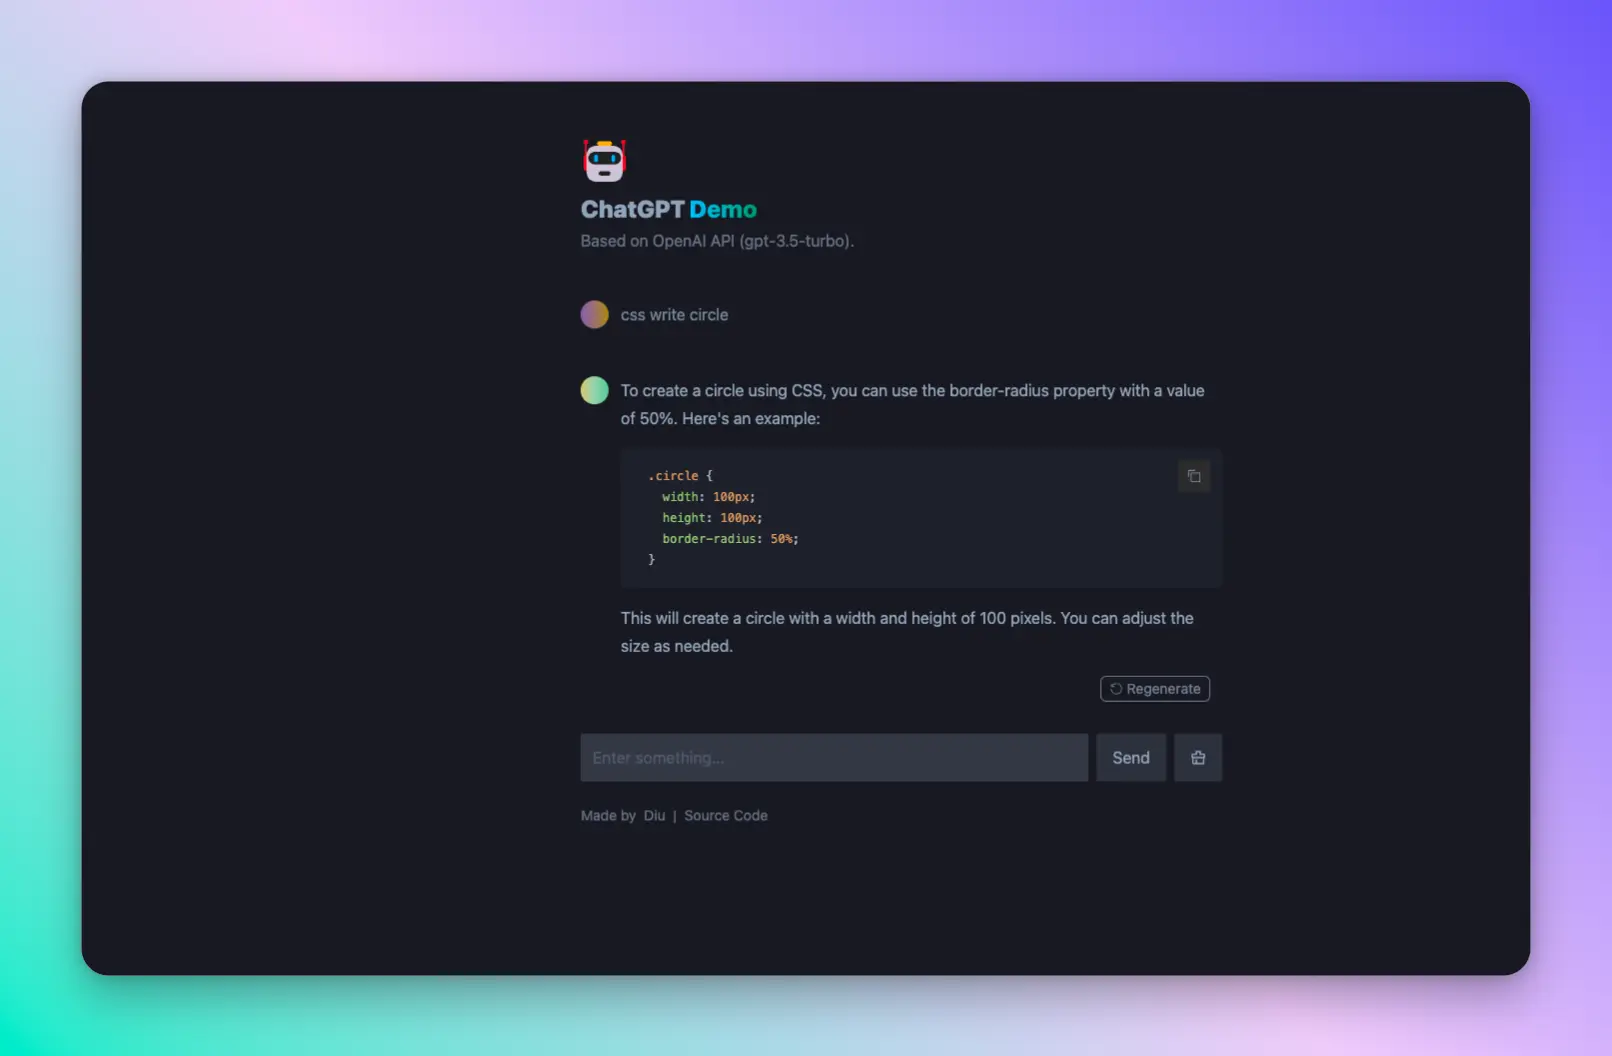 ChatGPT Demo
Based on OpenAI API (gpt-3.5-turbo).
css write circle
To create a circle using CSS, you can use the border-radius property with a value
of 50%. Here's an example:
.circle {
  width: 100px;
  height: 100px;
  border-radius: 50%;
}
This will create a circle with a width and height of 100 pixels. You can adjust the
size as needed.
Regenerate
Enter something...
Send
Made by Diu | Source Code